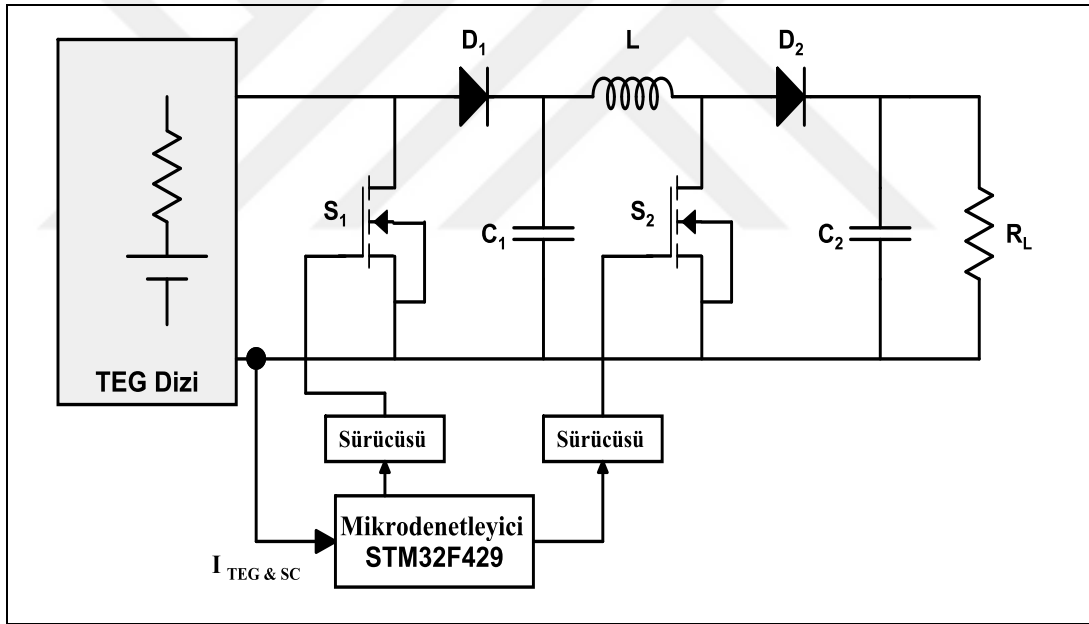 D1 L D2
S1 C1 S2 C2 RL
TEG Dizi
Sürücüsü Sürücüsü
Mikrodenetleyici
STM32F429
I TEG & SC